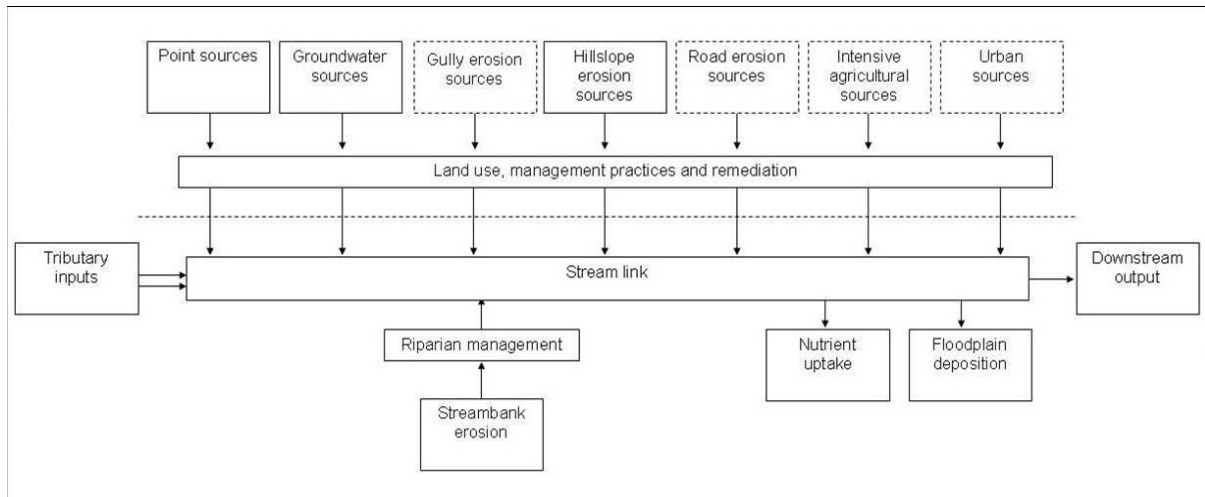 Point sources
Groundwater
sources
Gully erosion
sources
Hillslope
erosion
sources
Road erosion
sources
Intensive
agricultural
sources
Urban
sources
Land use, management practices and remediation
Tributary
inputs
Stream link
Downstream
output
Riparian management
Nutrient
uptake
Floodplain
deposition
Streambank
erosion